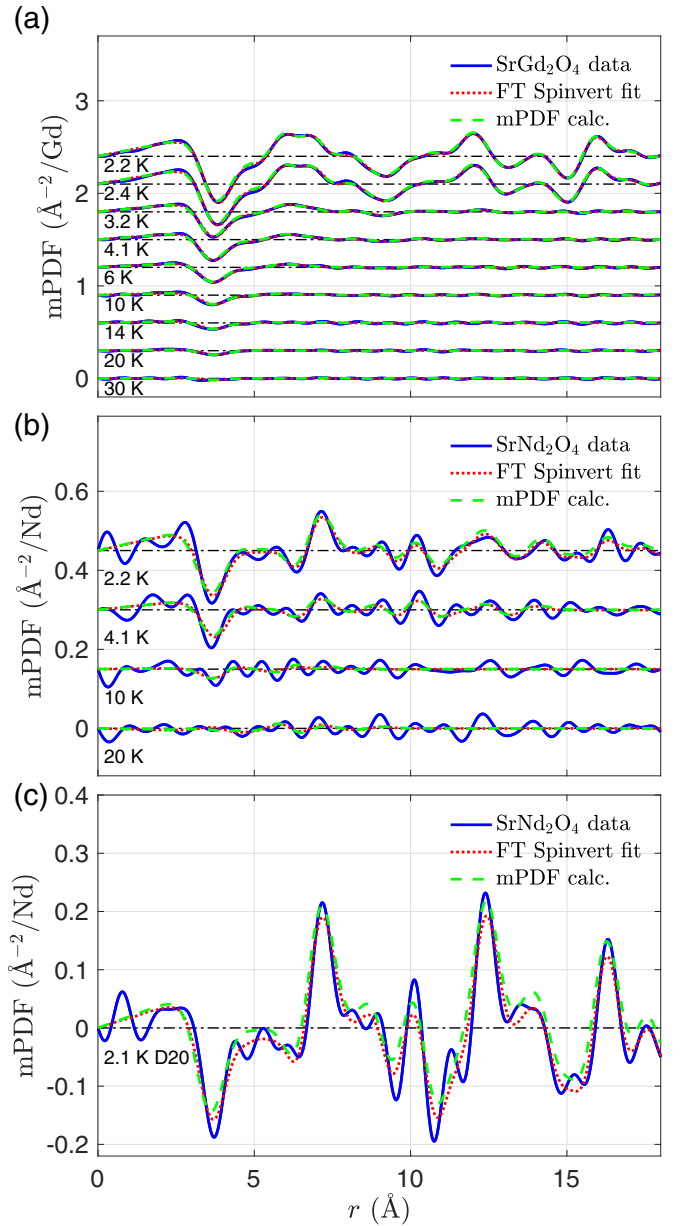 (a)
SrGd₂O₄ data
FT Spinvert fit
mPDF calc.
mPDF (Å⁻²/Gd)
3
2
1
0
2.2 K
2.4 K
3.2 K
4.1 K
6 K
10 K
14 K
20 K
30 K
(b)
SrNd₂O₄ data
FT Spinvert fit
mPDF calc.
mPDF (Å⁻²/Nd)
0.6
0.4
0.2
0
2.2 K
4.1 K
10 K
20 K
(c)
SrNd₂O₄ data
FT Spinvert fit
mPDF calc.
mPDF (Å⁻²/Nd)
0.4
0.3
0.2
0.1
0
-0.1
-0.2
2.1 K D20
0 5 10 15
r (Å)